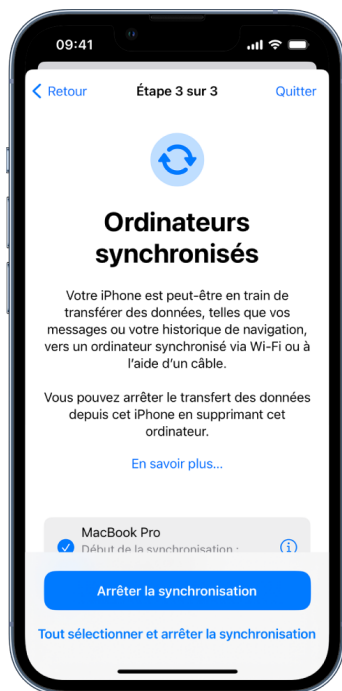 09:41
Retour
Étape 3 sur 3
Quitter
Ordinateurs
synchronisés
Votre iPhone est peut-être en train de
transférer des données, telles que vos
messages ou votre historique de navigation,
vers un ordinateur synchronisé via Wi-Fi ou à
l’aide d’un câble.
Vous pouvez arrêter le transfert des données
depuis cet iPhone en supprimant cet
ordinateur.
En savoir plus...
MacBook Pro
Début de la synchronisation :
Arrêter la synchronisation
Tout sélectionner et arrêter la synchronisation